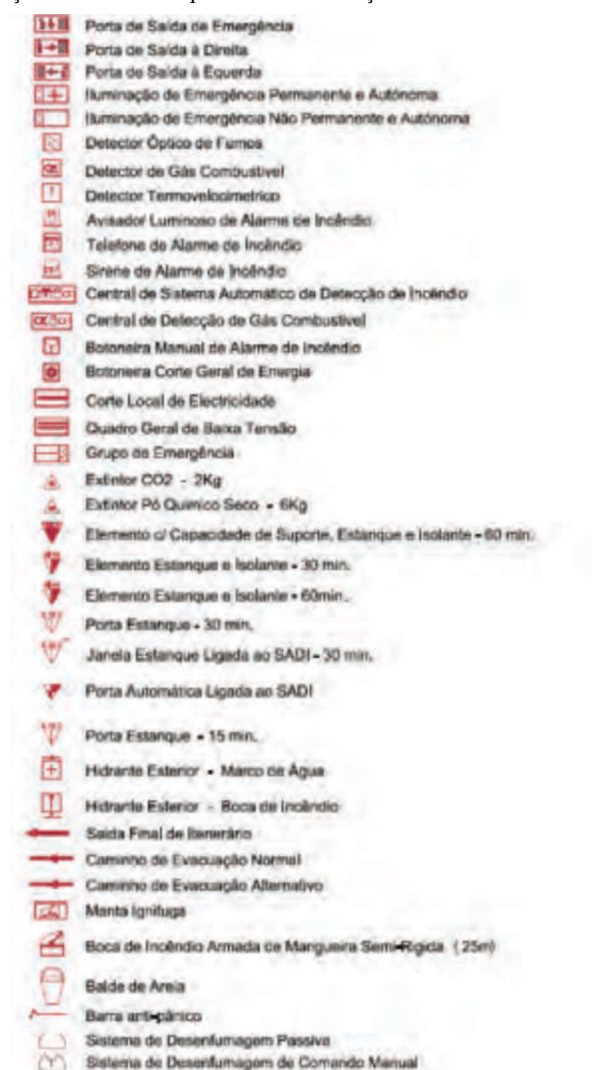 Porta de Saída de Emergência
Porta de Saída à Direita
Porta de Saída à Equerda
Iluminação de Emergência Permanente e Autónoma
Iluminação de Emergência Não Permanente e Autónoma
Detector Óptico de Fumos
Detector de Gás Combustível
Detector Termovelocimetrico
Avisador Luminoso de Alarme de Incêndio
Telefone de Alarme de Incêndio
Sirene de Alarme de Incêndio
Central de Sistema Automático de Detecção de Incêndio
Central de Detecção de Gás Combustível
Botoneira Manual de Alarme de Incêndio
Botoneira Corte Geral de Energia
Corte Local de Electricidade
Quadro Geral de Baixa Tensão
Grupo de Emergência
Extintor CO2 - 2Kg
Extintor Pó Quimico Seco - 6Kg
Elemento c/ Capacidade de Suporte, Estanque e Isolante - 60 min.
Elemento Estanque e Isolante - 30 min.
Elemento Estanque e Isolante - 60min.
Porta Estanque - 30 min.
Janela Estanque Ligada ao SADI - 30 min.
Porta Automática Ligada ao SADI
Porta Estanque - 15 min.
Hidrante Exterior - Marco de Água
Hidrante Exterior - Boca de Incêndio
Saída Final de Itenerário
Caminho de Evacuação Normal
Caminho de Evacuação Alternativo
Manta Ignifuga
Boca de Incêndio Armada de Mangueira Semi-Rigida (25m)
Balde de Areia
Barra anti-pânico
Sistema de Desenfumagem Passiva
Sistema de Desenfumagem de Comando Manual